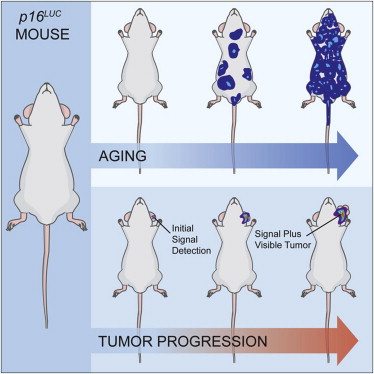 p16LUC
MOUSE
AGING
Initial
Signal
Detection
Signal Plus
Visible Tumor
TUMOR PROGRESSION